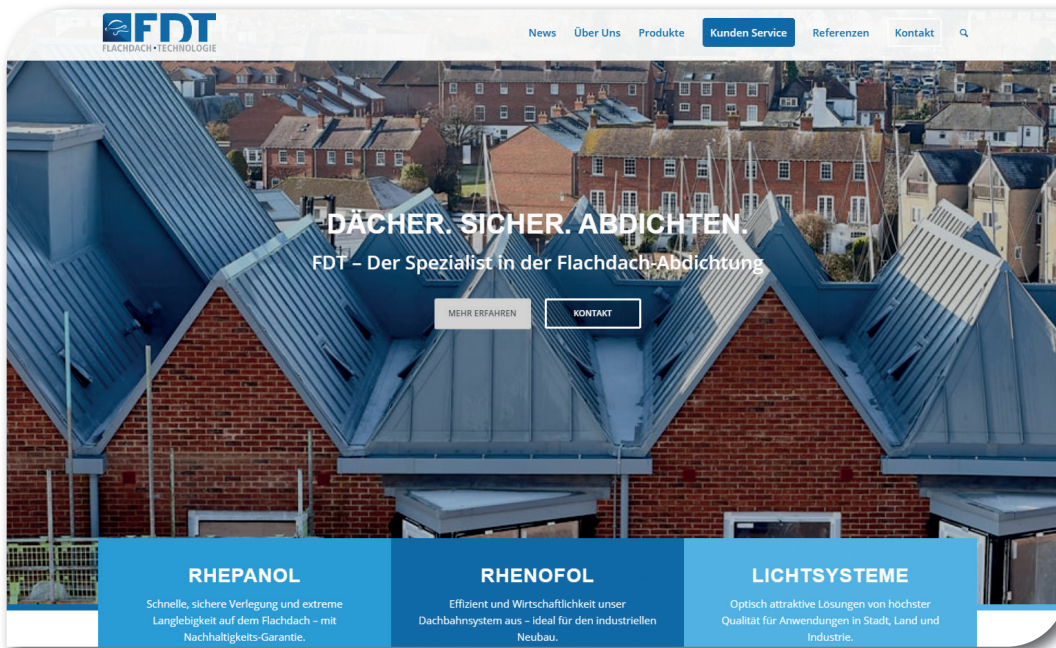 FDT
FLACHDACH•TECHNOLOGIE
News Über Uns Produkte Kunden Service Referenzen Kontakt
DÄCHER. SICHER. ABDICHTEN.
FDT – Der Spezialist in der Flachdach-Abdichtung
MEHR ERFAHREN KONTAKT
RHEPANOL
Schnelle, sichere Verlegung und extreme
Langlebigkeit auf dem Flachdach – mit
Nachhaltigkeits-Garantie.
RHENOFOL
Effizient und Wirtschaftlichkeit unser
Dachbahnsystem aus – ideal für den industriellen
Neubau.
LICHTSYSTEME
Optisch attraktive Lösungen von höchster
Qualität für Anwendungen in Stadt, Land und
Industrie.